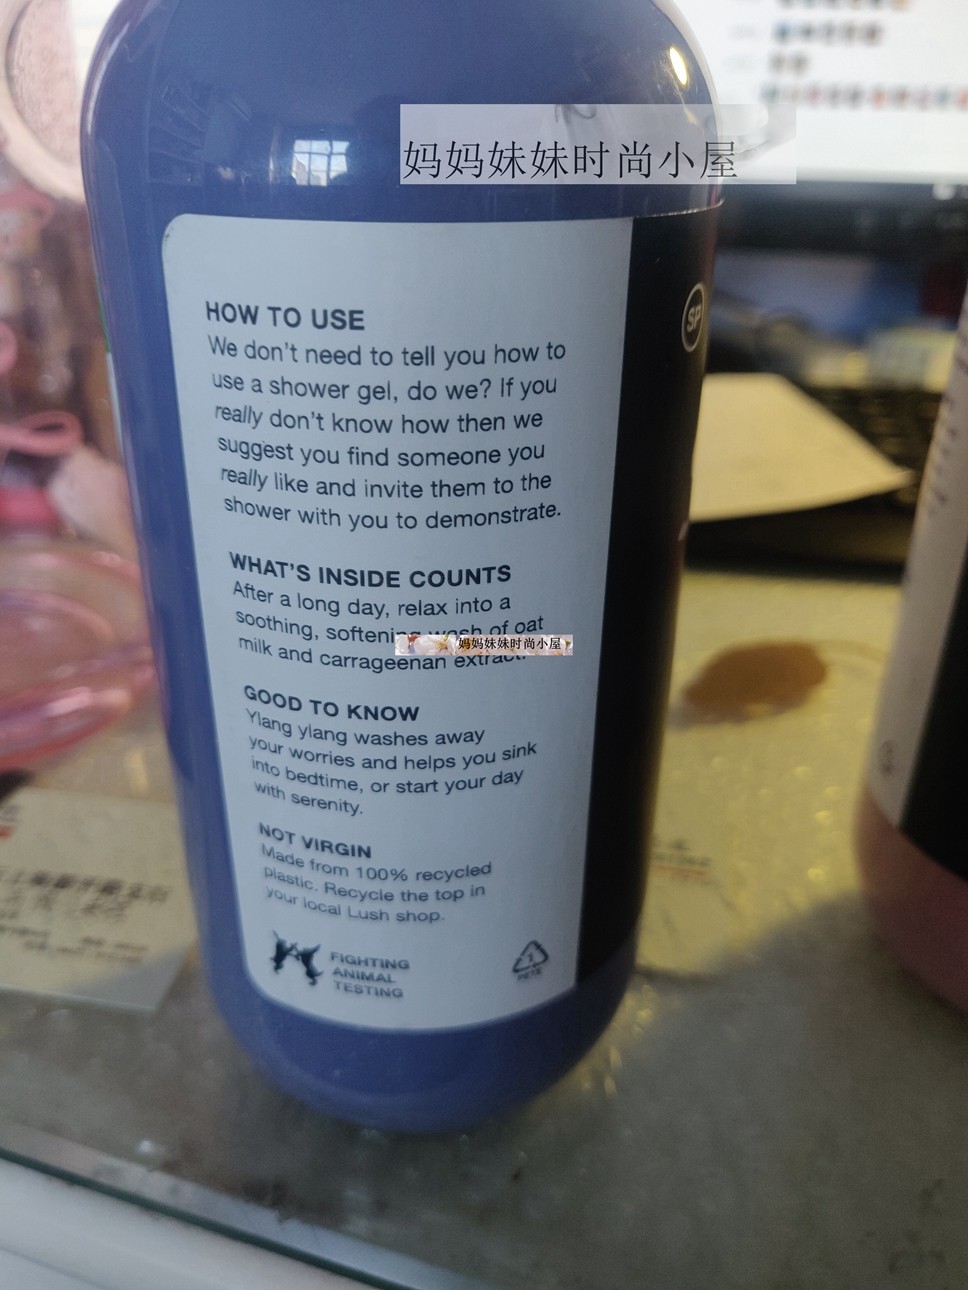 妈妈妹妹时尚小屋
SP
HOW TO USE
We don't need to tell you how to
use a shower gel, do we? If you
really don't know how then we
suggest you find someone you
really like and invite them to the
shower with you to demonstrate.
WHAT'S INSIDE COUNTS
After a long day, relax into a
soothing, softening wash of oat
妈妈妹妹时尚小屋
milk and carrageenan extract.
GOOD TO KNOW
Ylang ylang washes away
your worries and helps you sink
into bedtime, or start your day
with serenity.
NOT VIRGIN
Made from 100% recycled
plastic. Recycle the top in
your local Lush shop.
FIGHTING
ANIMAL
TESTING
1
PETE